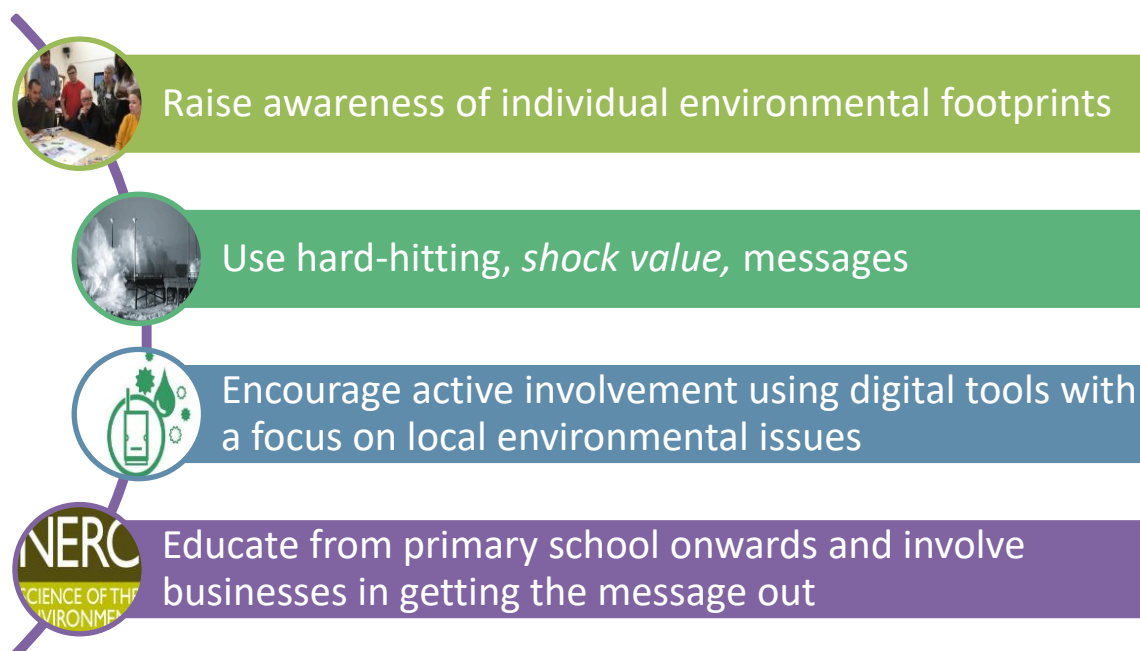 Raise awareness of individual environmental footprints
Use hard-hitting, shock value, messages
Encourage active involvement using digital tools with
a focus on local environmental issues
NERC
SCIENCE OF THE
ENVIRONMENT
Educate from primary school onwards and involve
businesses in getting the message out